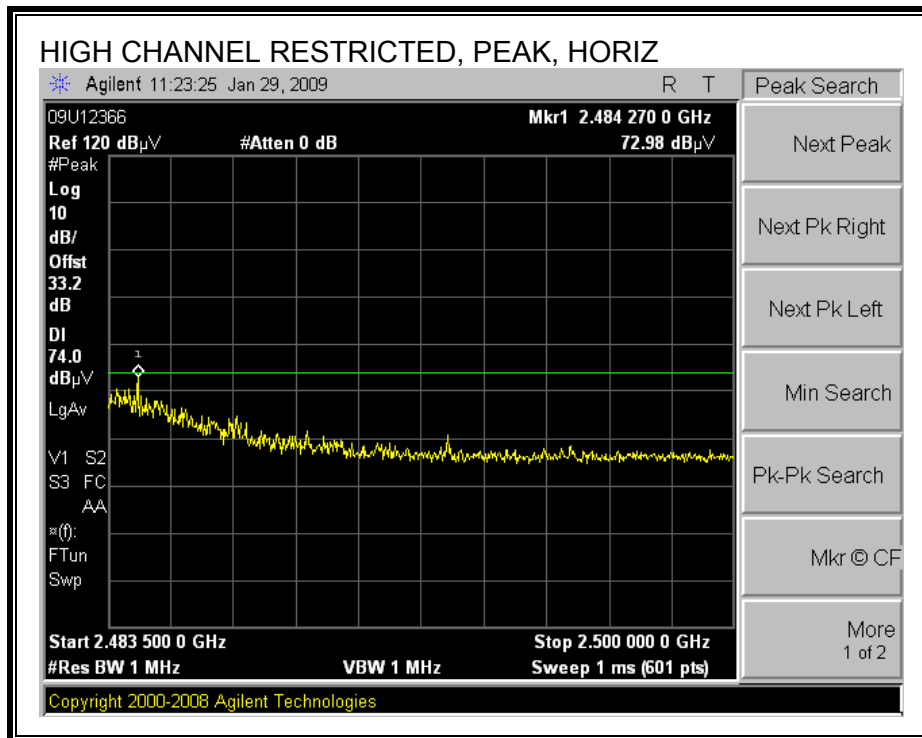 HIGH CHANNEL RESTRICTED, PEAK, HORIZ
Agilent 11:23:25 Jan 29, 2009 R T
Peak Search
09U12366 Mkr1 2.484 270 0 GHz
Ref 120 dBµV #Atten 0 dB 72.98 dBµV
#Peak
Log
10
dB/
Offst
33.2
dB
DI
74.0
dBµV
LgAv
1
V1 S2
S3 FC
AA
¤(f):
FTun
Swp
Start 2.483 500 0 GHz Stop 2.500 000 0 GHz
#Res BW 1 MHz VBW 1 MHz Sweep 1 ms (601 pts)
Copyright 2000-2008 Agilent Technologies
Next Peak
Next Pk Right
Next Pk Left
Min Search
Pk-Pk Search
Mkr © CF
More
1 of 2